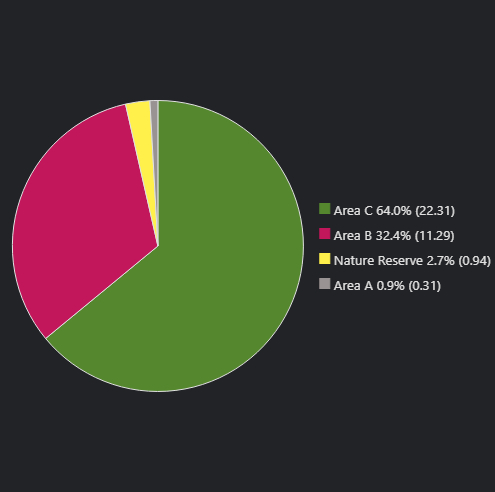 Area C 64.0% (22.31)
Area B 32.4% (11.29)
Nature Reserve 2.7% (0.94)
Area A 0.9% (0.31)